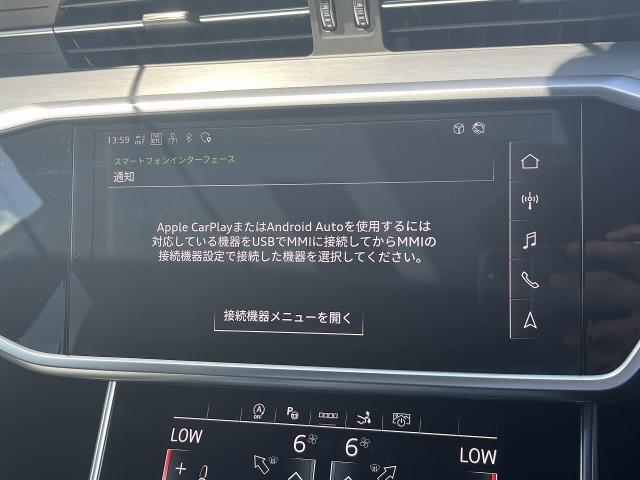 13:59
スマートフォンインターフェース
通知
Apple CarPlayまたはAndroid Autoを使用するには
対応している機器をUSBでMMIに接続してからMMIの
接続機器設定で接続した機器を選択してください。
接続機器メニューを開く
OFF
LOW
6
6
LOW